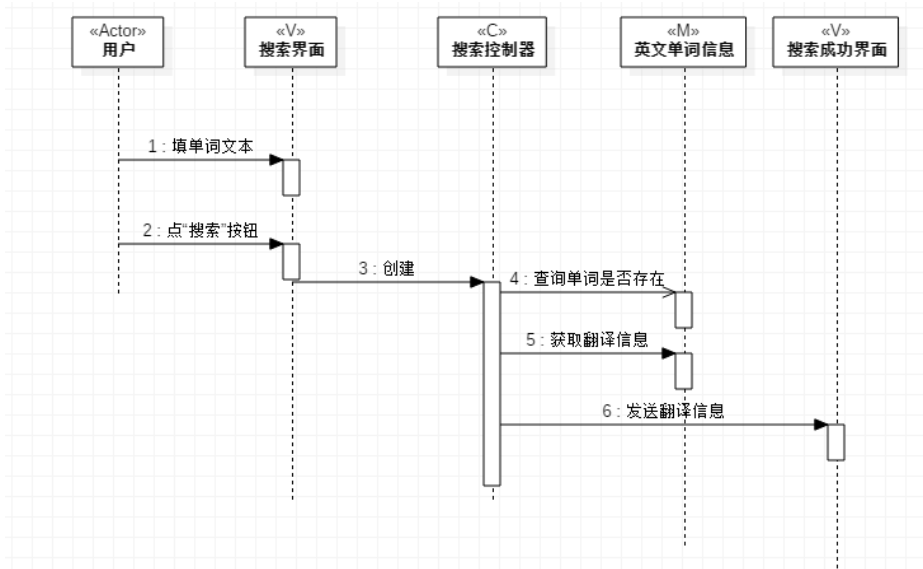 «Actor»
用户
«V»
搜索界面
«C»
搜索控制器
«M»
英文单词信息
«V»
搜索成功界面
1 : 填单词文本
2 : 点“搜索”按钮
3 : 创建
4 : 查询单词是否存在
5 : 获取翻译信息
6 : 发送翻译信息